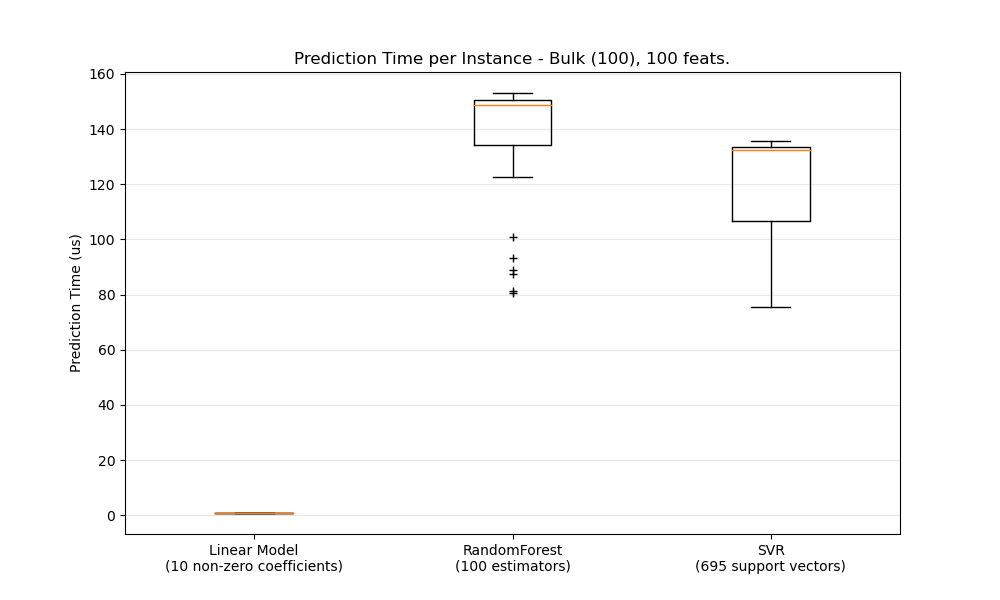 Prediction Time per Instance - Bulk (100), 100 feats.
160
140
120
100
80
60
40
20
0
Prediction Time (us)
Linear Model
(10 non-zero coefficients)
RandomForest
(100 estimators)
SVR
(695 support vectors)